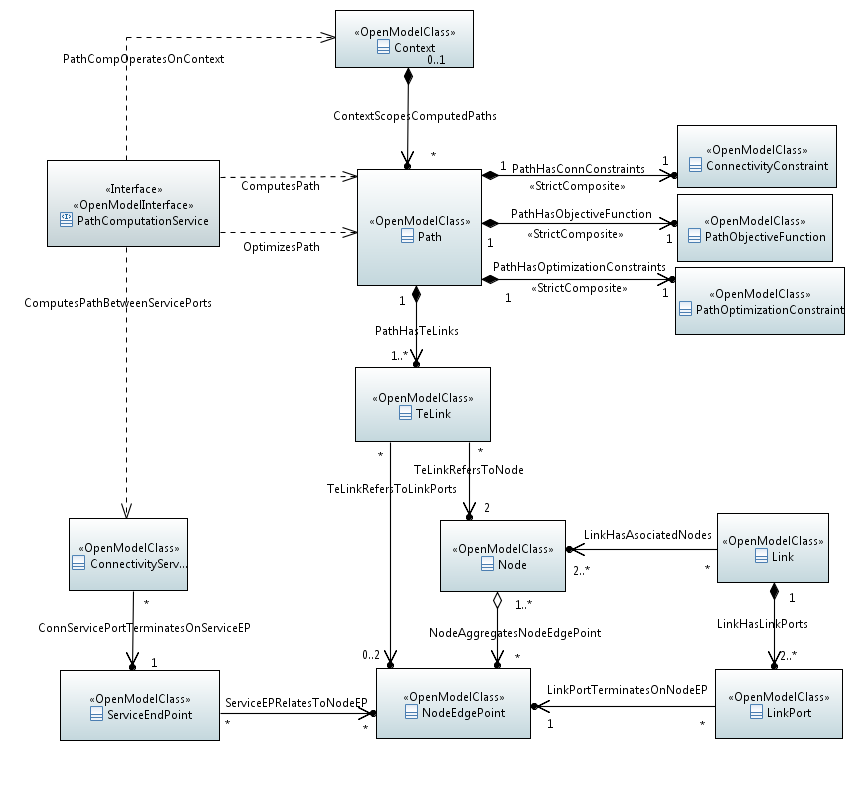 «OpenModelClass»
Context
0..1
PathCompOperatesOnContext
ContextScopesComputedPaths
*
«Interface»
«OpenModelInterface»
PathComputationService
ComputesPath
OptimizesPath
«OpenModelClass»
Path
1
PathHasConnConstraints
«StrictComposite»
1
«OpenModelClass»
ConnectivityConstraint
PathHasObjectiveFunction
1
«StrictComposite»
1
«OpenModelClass»
PathObjectiveFunction
PathHasOptimizationConstraints
«StrictComposite»
1
1
«OpenModelClass»
PathOptimizationConstraint
ComputesPathBetweenServicePorts
1
PathHasTeLinks
1..*
«OpenModelClass»
TeLink
*
*
TeLinkRefersToNode
TeLinkRefersToLinkPorts
2
«OpenModelClass»
ConnectivityServ...
«OpenModelClass»
Node
LinkHasAsociatedNodes
2..*
*
«OpenModelClass»
Link
*
1..*
1
ConnServicePortTerminatesOnServiceEP
NodeAggregatesNodeEdgePoint
LinkHasLinkPorts
1
0..2
*
2..*
«OpenModelClass»
ServiceEndPoint
ServiceEPRelatesToNodeEP
*
*
«OpenModelClass»
NodeEdgePoint
LinkPortTerminatesOnNodeEP
1
*
«OpenModelClass»
LinkPort